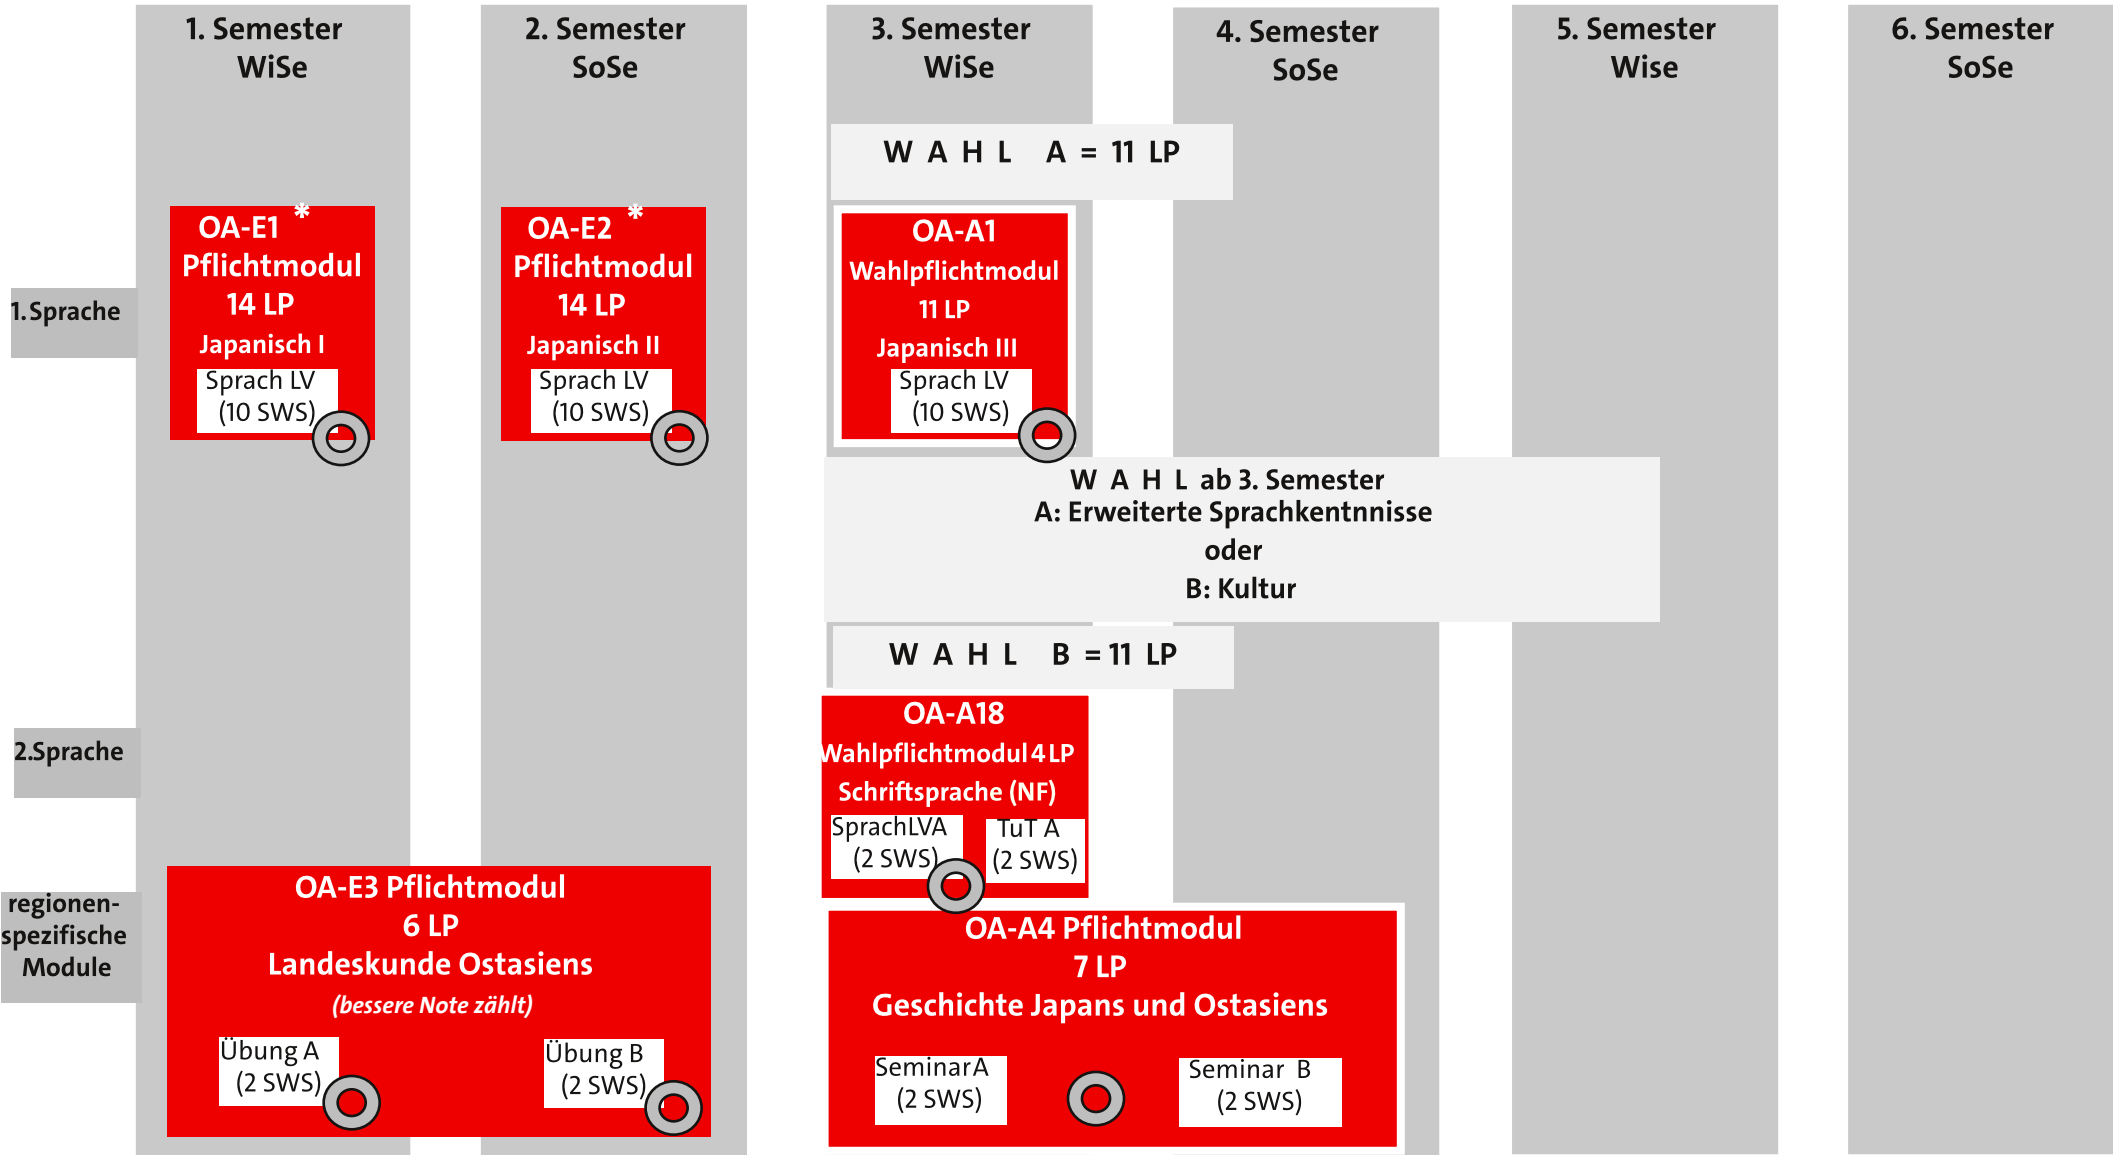 1. Semester
WiSe
2. Semester
SoSe
3. Semester
WiSe
4. Semester
SoSe
5. Semester
Wise
6. Semester
SoSe
W A H L A = 11 LP
1.Sprache
OA-E1 *
Pflichtmodul
14 LP
Japanisch I
Sprach LV
(10 SWS)
OA-E2 *
Pflichtmodul
14 LP
Japanisch II
Sprach LV
(10 SWS)
OA-A1
Wahlpflichtmodul
11 LP
Japanisch III
Sprach LV
(10 SWS)
W A H L ab 3. Semester
A: Erweiterte Sprachkentnnisse
oder
B: Kultur
W A H L B = 11 LP
2.Sprache
OA-A18
Wahlpflichtmodul 4 LP
Schriftsprache (NF)
SprachLVA
(2 SWS)
TuT A
(2 SWS)
regionen-
spezifische
Module
OA-E3 Pflichtmodul
6 LP
Landeskunde Ostasiens
(bessere Note zählt)
Übung A
(2 SWS)
Übung B
(2 SWS)
OA-A4 Pflichtmodul
7 LP
Geschichte Japans und Ostasiens
Seminar A
(2 SWS)
Seminar B
(2 SWS)